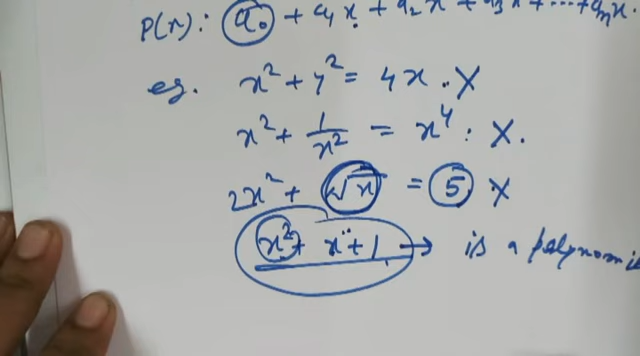 P(x): a₀ + a₁x + a₂x + a₃x + ... + aₙx.
eg. x² + y² = 4x . X
x² + 1/x² = x⁴ : X.
2x² + √x = 5 X
x² + x + 1 → is a polynomi